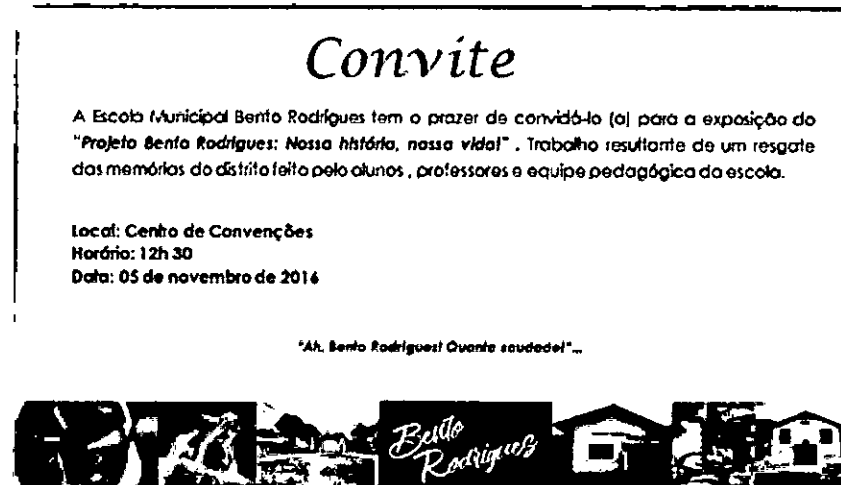 Convite
A Escola Municipal Bento Rodrigues tem o prazer de convidá-lo (a) para a exposição do
"Projeto Bento Rodrigues: Nossa história, nossa vida!" . Trabalho resultante de um resgate
das memórias do distrito feito pelo alunos , professores e equipe pedagógica da escola.
Local: Centro de Convenções
Horário: 12h 30
Data: 05 de novembro de 2016
"Ah, Bento Rodrigues! Quanta saudade!"...
Bento
Rodrigues